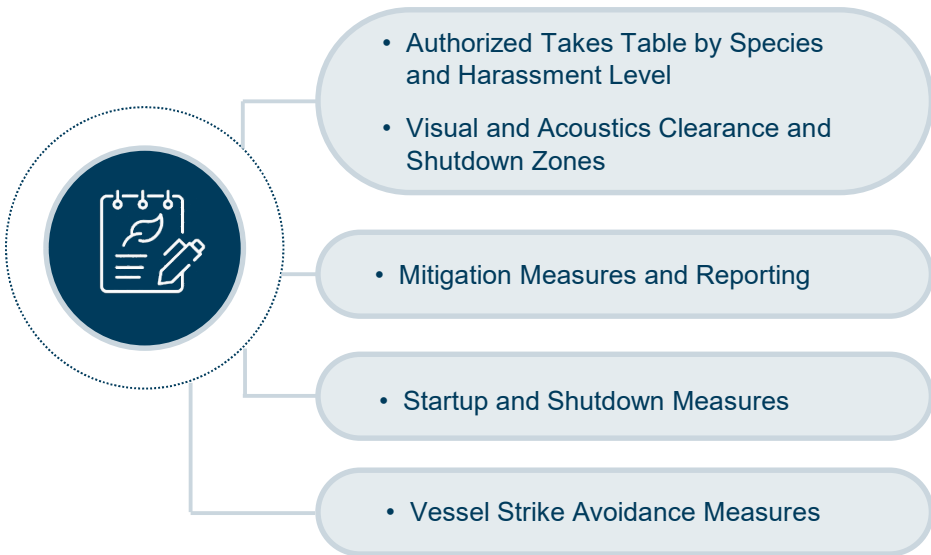 • Authorized Takes Table by Species
and Harassment Level
• Visual and Acoustics Clearance and
Shutdown Zones
• Mitigation Measures and Reporting
• Startup and Shutdown Measures
• Vessel Strike Avoidance Measures